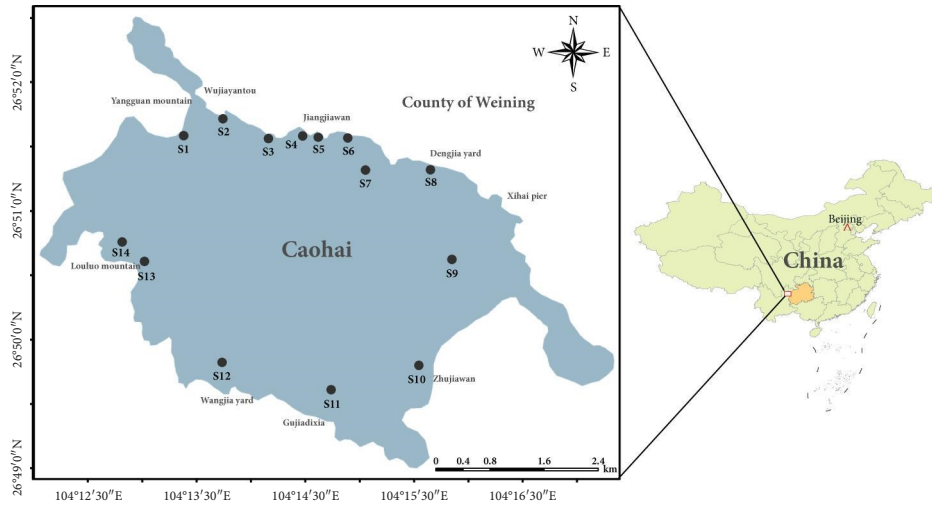 N
W E
S
County of Weining
Wujiayantou
Yangguan mountain
Jiangjiawan
Dengjia yard
Xihai pier
S1
S2
S3
S4
S5
S6
S7
S8
Caohai
S9
S14
Louluo mountain
S13
S12
Wangjia yard
S11
Gujiadixia
S10
Zhujiawan
0 0.4 0.8 1.6 2.4
km
26°52′0″N
26°51′0″N
26°50′0″N
26°49′0″N
104°12′30″E 104°13′30″E 104°14′30″E 104°15′30″E 104°16′30″E
Beijing
China